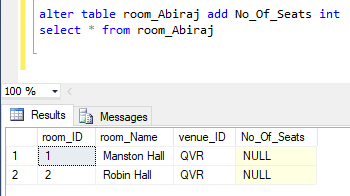 alter table room_Abiraj add No_Of_Seats int
select * from room_Abiraj
100 %
Results Messages
room_ID room_Name venue_ID No_Of_Seats
1 1 Manston Hall QVR NULL
2 2 Robin Hall QVR NULL